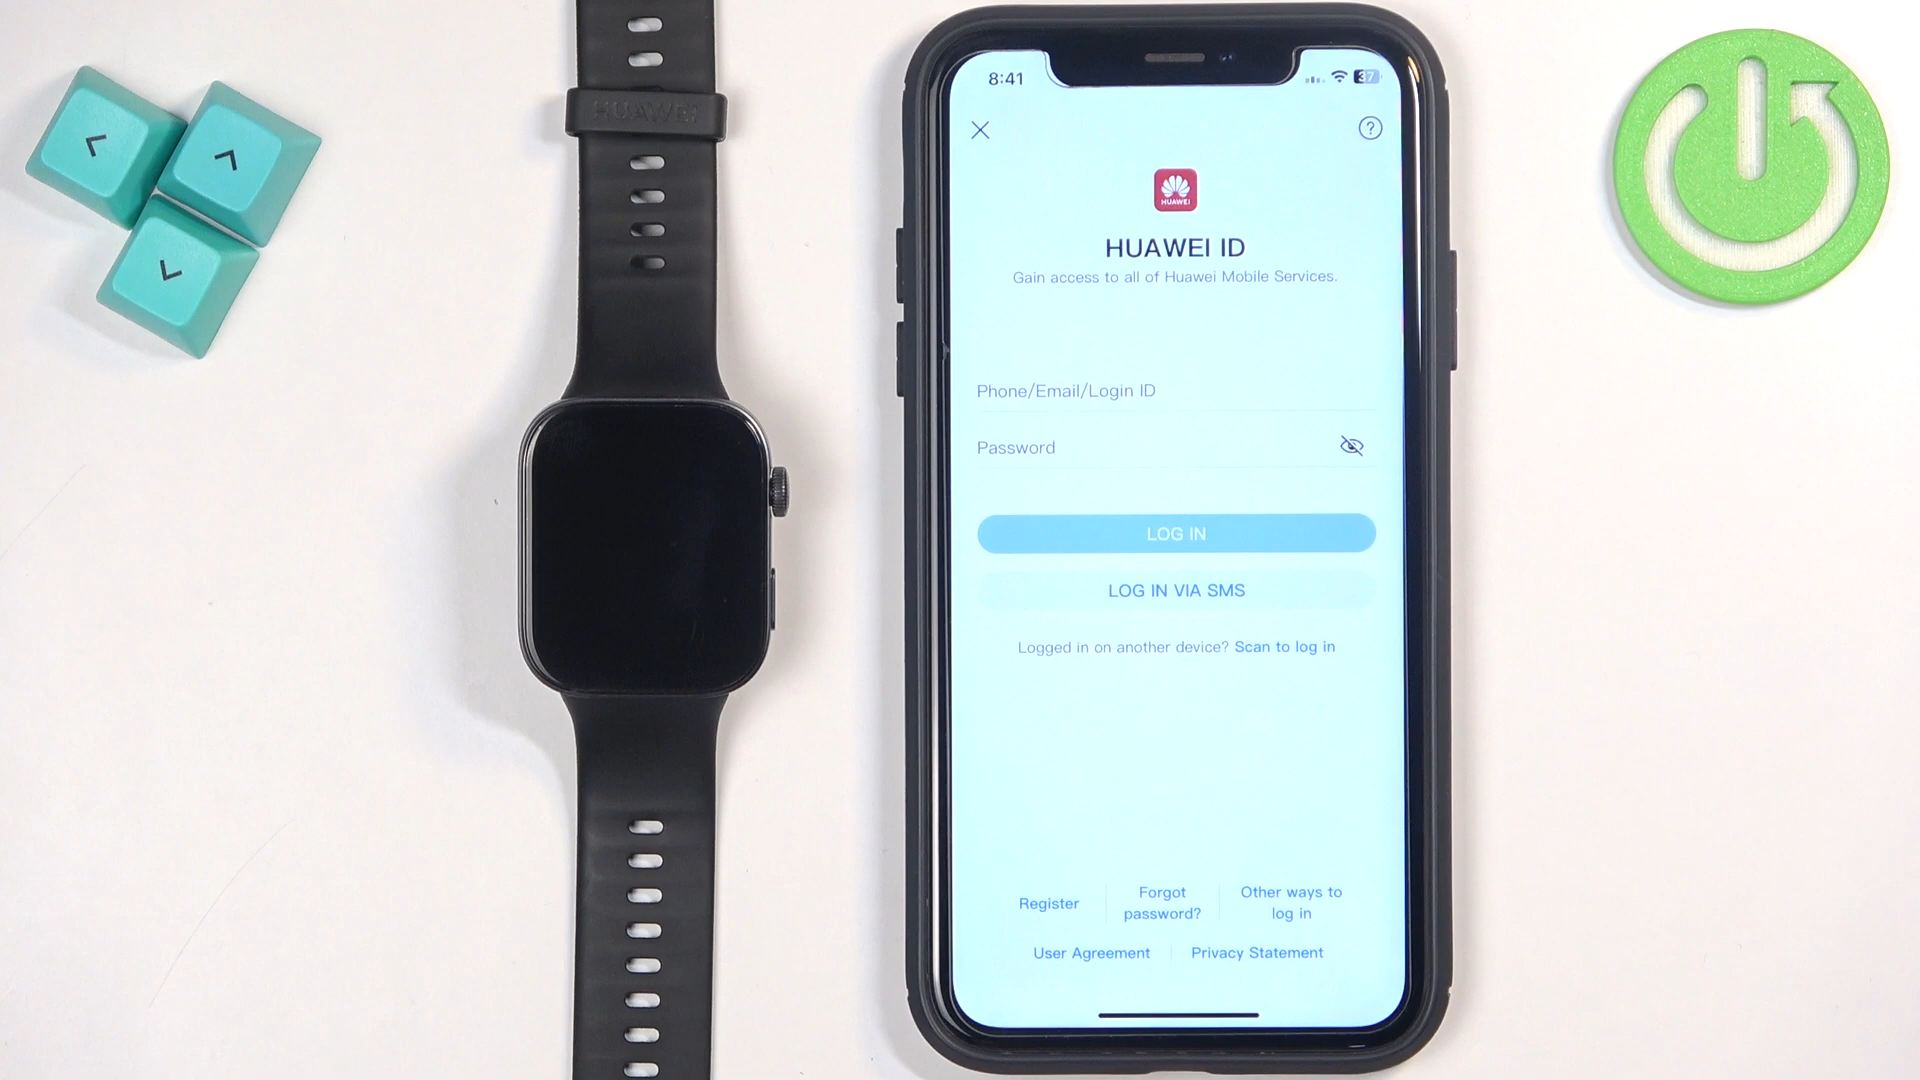 HUAWEI
8:41
37
HUAWEI
HUAWEI ID
Gain access to all of Huawei Mobile Services.
Phone/Email/Login ID
Password
LOG IN
LOG IN VIA SMS
Logged in on another device? Scan to log in
Register
Forgot
password?
Other ways to
log in
User Agreement
Privacy Statement